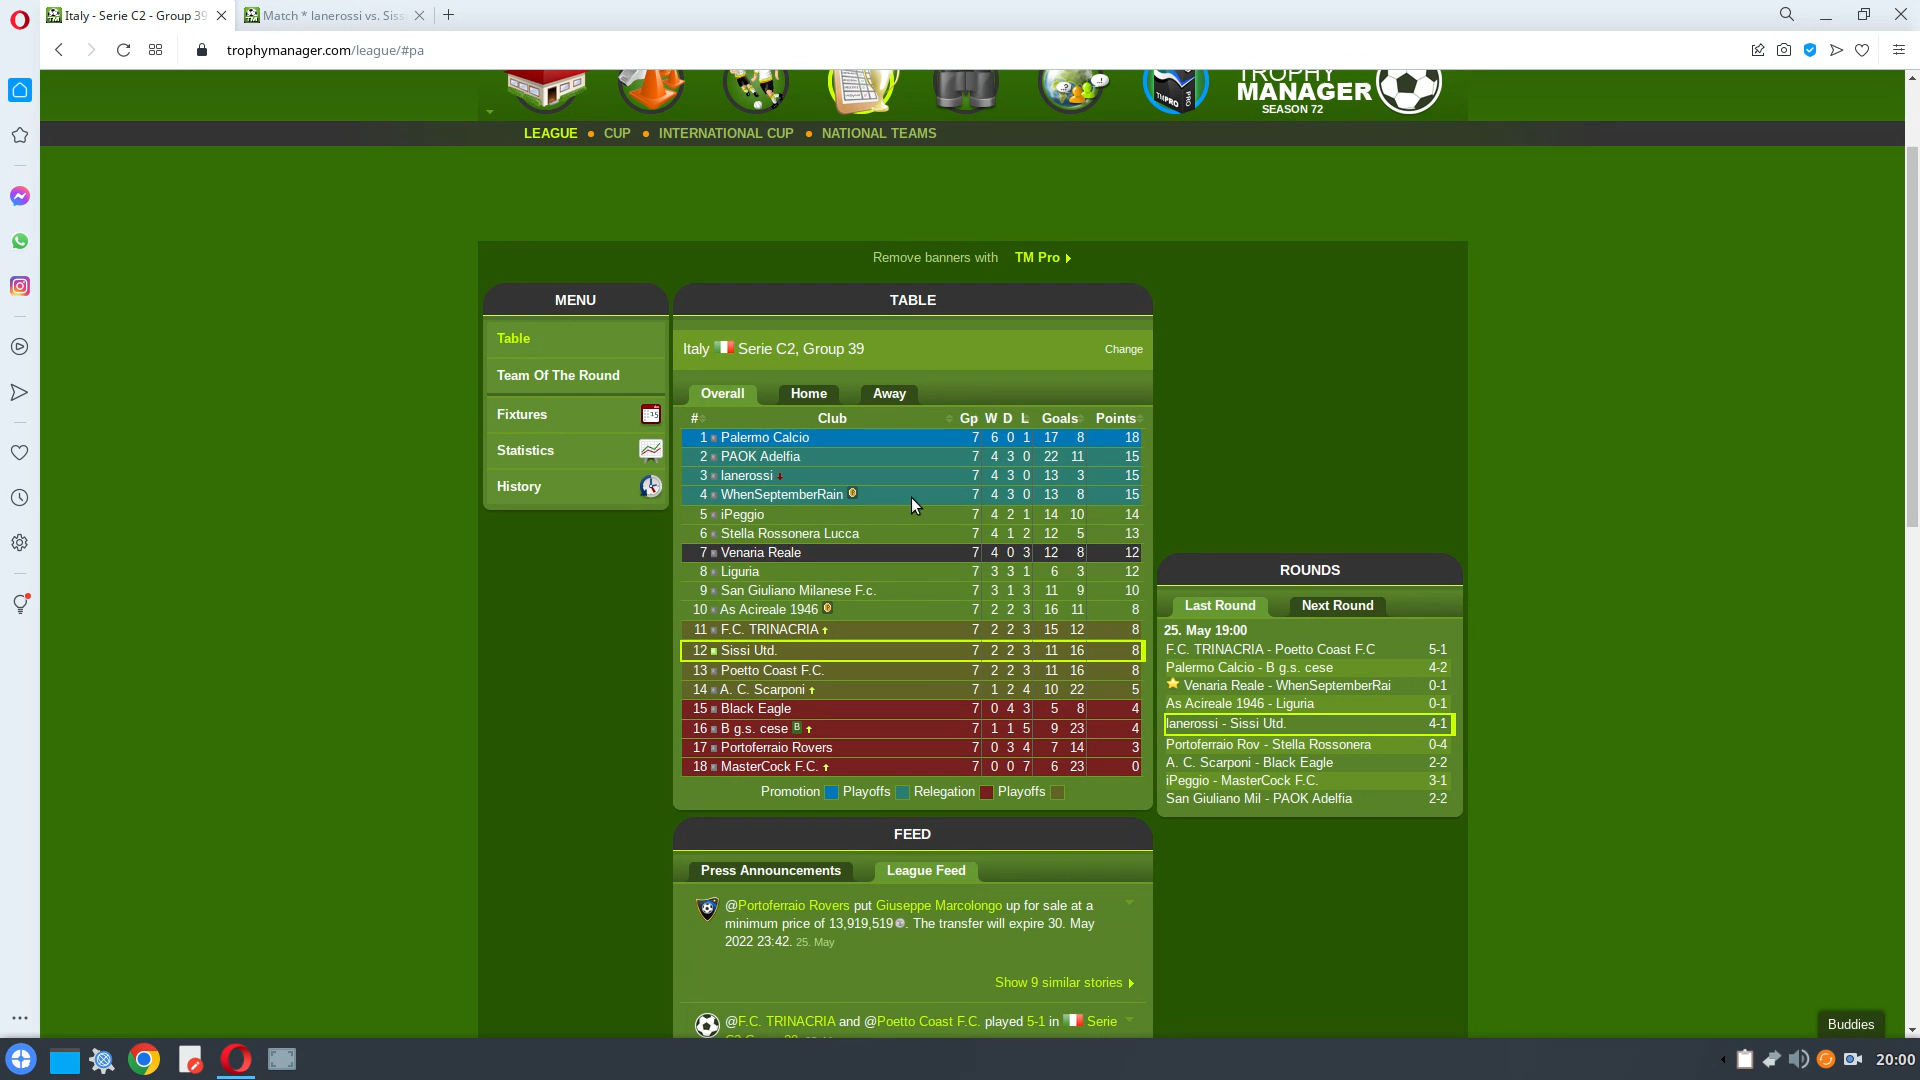 Italy - Serie C2 - Group 39
Match * lanerossi vs. Siss
trophymanager.com/league/#pa
TROPHY
MANAGER
SEASON 72
LEAGUE • CUP • INTERNATIONAL CUP • NATIONAL TEAMS
Remove banners with TM Pro
MENU
Table
Team Of The Round
Fixtures
Statistics
History
TABLE
Italy Serie C2, Group 39 Change
Overall Home Away
# Club Gp W D L Goals Points
1 Palermo Calcio 7 6 0 1 17 8 18
2 PAOK Adelfia 7 4 3 0 22 11 15
3 lanerossi 7 4 3 0 13 3 15
4 WhenSeptemberRain 7 4 3 0 13 8 15
5 iPeggio 7 4 2 1 14 10 14
6 Stella Rossonera Lucca 7 4 1 2 12 5 13
7 Venaria Reale 7 4 0 3 12 8 12
8 Liguria 7 3 3 1 6 3 12
9 San Giuliano Milanese F.c. 7 3 1 3 11 9 10
10 As Acireale 1946 7 2 2 3 16 11 8
11 F.C. TRINACRIA 7 2 2 3 15 12 8
12 Sissi Utd. 7 2 2 3 11 16 8
13 Poetto Coast F.C. 7 2 2 3 11 16 8
14 A. C. Scarponi 7 1 2 4 10 22 5
15 Black Eagle 7 0 4 3 5 8 4
16 B g.s. cese B 7 1 1 5 9 23 4
17 Portoferraio Rovers 7 0 3 4 7 14 3
18 MasterCock F.C. 7 0 0 7 6 23 0
Promotion Playoffs Relegation Playoffs
ROUNDS
Last Round Next Round
25. May 19:00
F.C. TRINACRIA - Poetto Coast F.C 5-1
Palermo Calcio - B g.s. cese 4-2
Venaria Reale - WhenSeptemberRai 0-1
As Acireale 1946 - Liguria 0-1
lanerossi - Sissi Utd. 4-1
Portoferraio Rov - Stella Rossonera 0-4
A. C. Scarponi - Black Eagle 2-2
iPeggio - MasterCock F.C. 3-1
San Giuliano Mil - PAOK Adelfia 2-2
FEED
Press Announcements League Feed
@Portoferraio Rovers put Giuseppe Marcolongo up for sale at a
minimum price of 13,919,519. The transfer will expire 30. May
2022 23:42. 25. May
Show 9 similar stories
@F.C. TRINACRIA and @Poetto Coast F.C. played 5-1 in Serie
Buddies
20:00